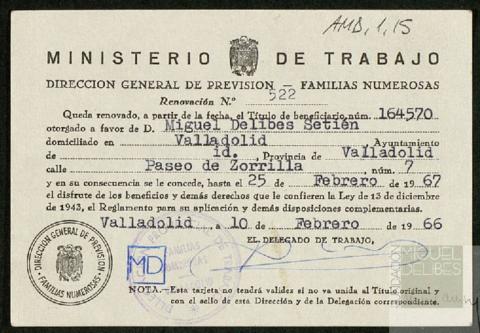 AMD, 1, 15
MINISTERIO DE TRABAJO
DIRECCION GENERAL DE PREVISION — FAMILIAS NUMEROSAS
Renovación N.º 522
Queda renovado, a partir de la fecha, el Título de beneficiario, núm. 164570
otorgado a favor de D. Miguel Delibes Setién
domiciliado en Valladolid, Ayuntamiento
de id., Provincia de Valladolid
calle Paseo de Zorrilla, núm. 7
y en su consecuencia se le concede, hasta el 25 de Febrero de 1967
el disfrute de los beneficios y demás derechos que le confieren la Ley de 13 de diciembre
de 1943, el Reglamento para su aplicación y demás disposiciones complementarias.
Valladolid, a 10 de Febrero de 1966
EL DELEGADO DE TRABAJO,
DIRECCION GENERAL DE PREVISION
FAMILIAS NUMEROSAS
MD
FAMILIAS
NUMEROSAS
FUNDACIÓN
MIGUEL
DELIBES
NOTA.—Esta tarjeta no tendrá validez si no va unida al Título original y
con el sello de esta Dirección y de la Delegación correspondiente.